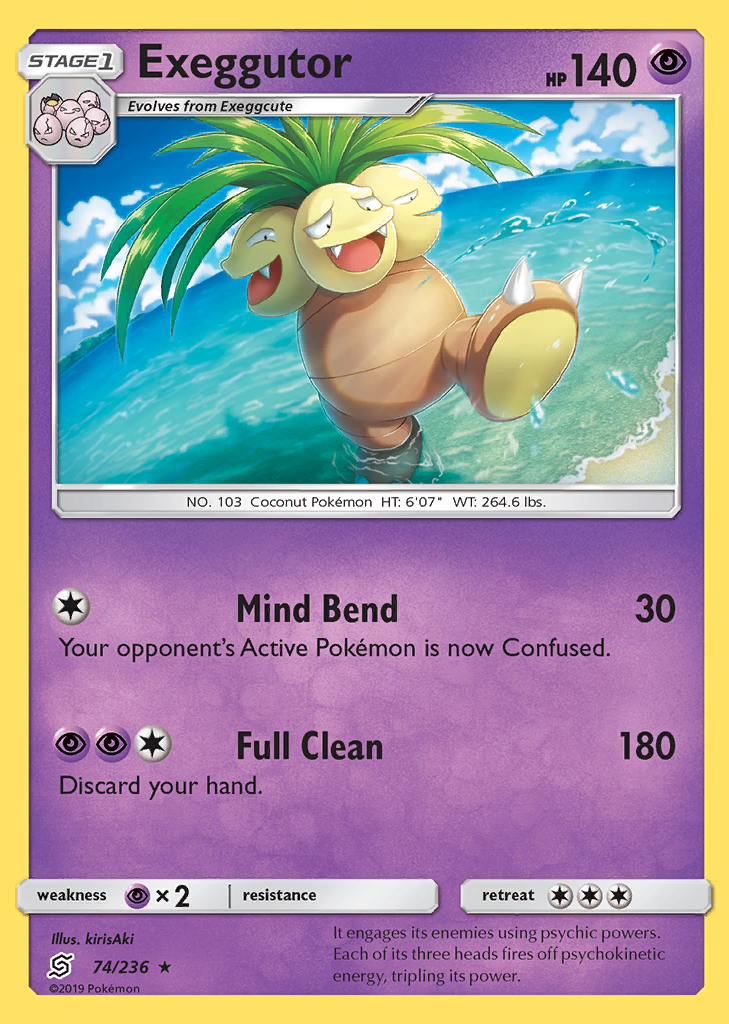 STAGE1
Exeggutor
HP 140
Evolves from Exeggcute
NO. 103 Coconut Pokémon HT: 6'07" WT: 264.6 lbs.
Mind Bend 30
Your opponent's Active Pokémon is now Confused.
Full Clean 180
Discard your hand.
weakness ×2 resistance retreat
Illus. kirisAki
74/236 ★
©2019 Pokémon
It engages its enemies using psychic powers.
Each of its three heads fires off psychokinetic
energy, tripling its power.